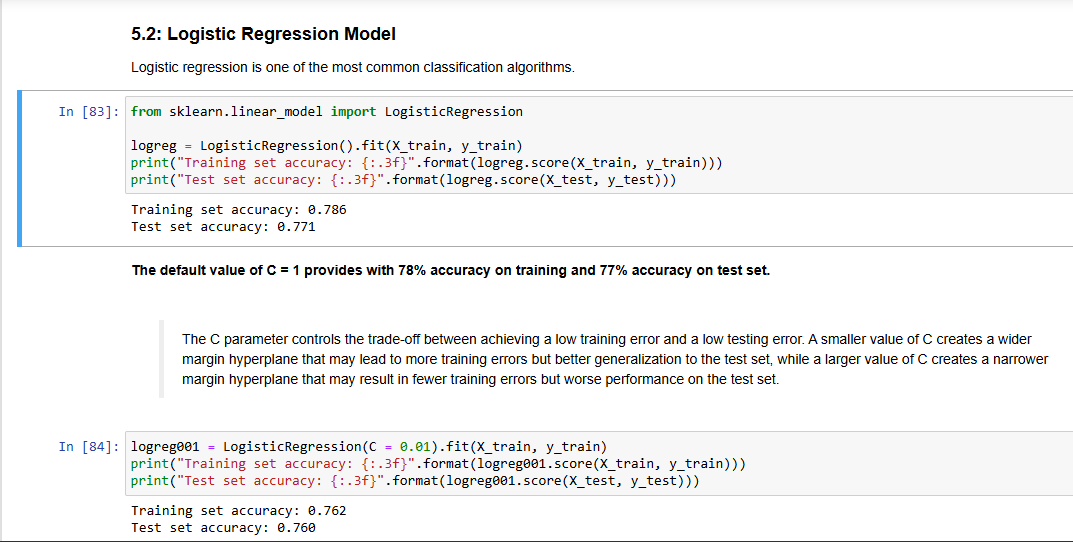 5.2: Logistic Regression Model
Logistic regression is one of the most common classification algorithms.
In [83]: from sklearn.linear_model import LogisticRegression
logreg = LogisticRegression().fit(X_train, y_train)
print("Training set accuracy: {:.3f}".format(logreg.score(X_train, y_train)))
print("Test set accuracy: {:.3f}".format(logreg.score(X_test, y_test)))
Training set accuracy: 0.786
Test set accuracy: 0.771
The default value of C = 1 provides with 78% accuracy on training and 77% accuracy on test set.
The C parameter controls the trade-off between achieving a low training error and a low testing error. A smaller value of C creates a wider
margin hyperplane that may lead to more training errors but better generalization to the test set, while a larger value of C creates a narrower
margin hyperplane that may result in fewer training errors but worse performance on the test set.
In [84]: logreg001 = LogisticRegression(C = 0.01).fit(X_train, y_train)
print("Training set accuracy: {:.3f}".format(logreg001.score(X_train, y_train)))
print("Test set accuracy: {:.3f}".format(logreg001.score(X_test, y_test)))
Training set accuracy: 0.762
Test set accuracy: 0.760